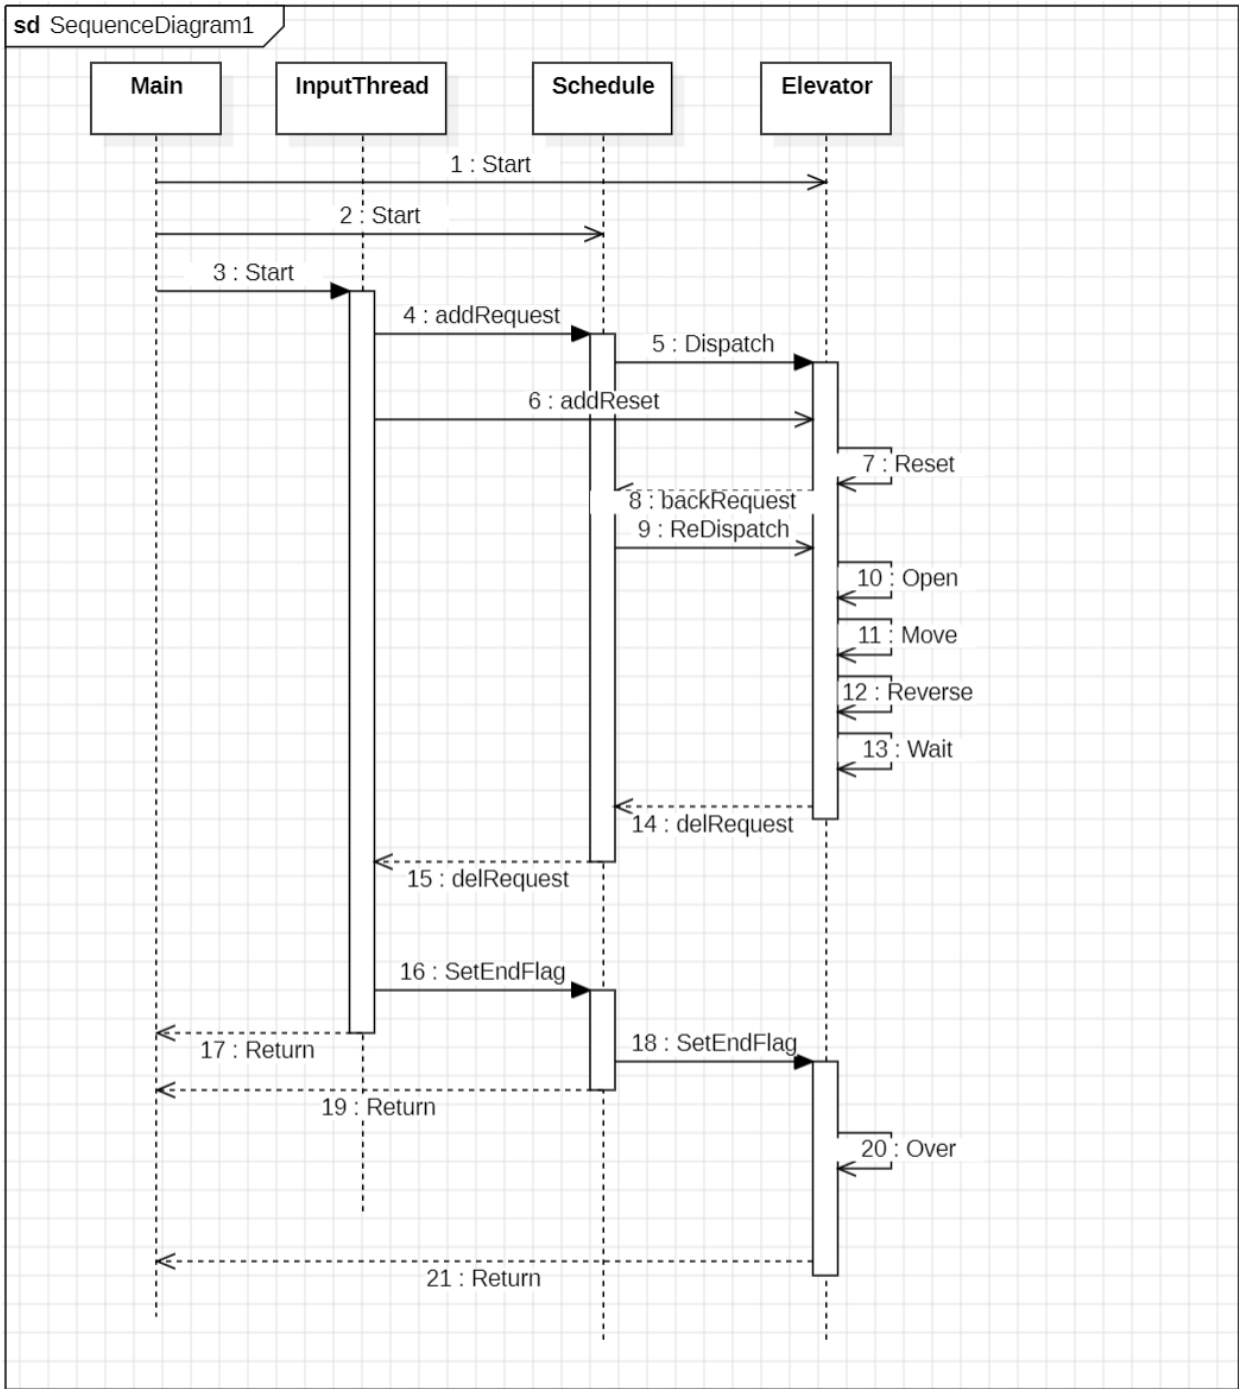 sd SequenceDiagram1
Main
InputThread
Schedule
Elevator
1 : Start
2 : Start
3 : Start
4 : addRequest
5 : Dispatch
6 : addReset
7 : Reset
8 : backRequest
9 : ReDispatch
10 : Open
11 : Move
12 : Reverse
13 : Wait
14 : delRequest
15 : delRequest
16 : SetEndFlag
17 : Return
18 : SetEndFlag
19 : Return
20 : Over
21 : Return